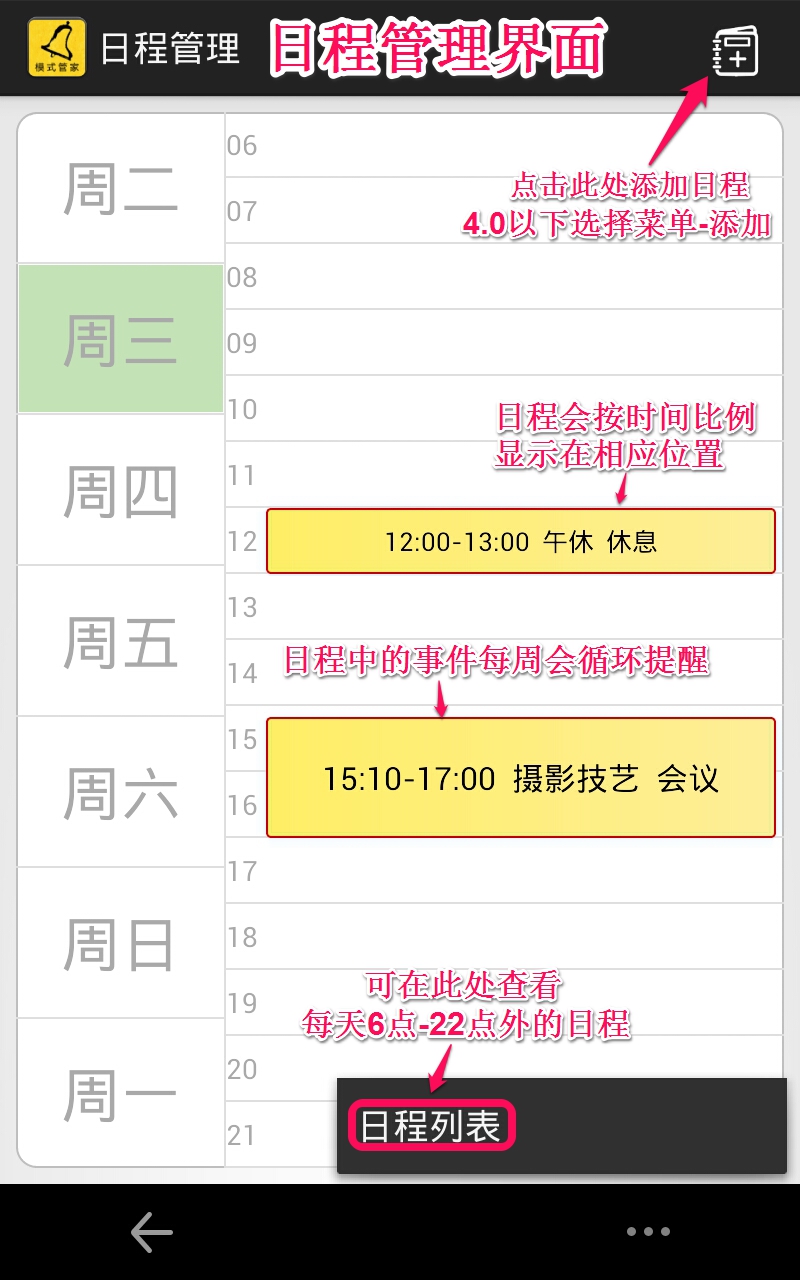 模式管家
日程管理
日程管理界面
点击此处添加日程
4.0以下选择菜单-添加
周二
周三
周四
周五
周六
周日
周一
06
07
08
09
10
日程会按时间比例
显示在相应位置
11
12
12:00-13:00 午休 休息
13
日程中的事件每周会循环提醒
14
15
15:10-17:00 摄影技艺 会议
16
17
18
可在此处查看
19
每天6点-22点外的日程
20
日程列表
21